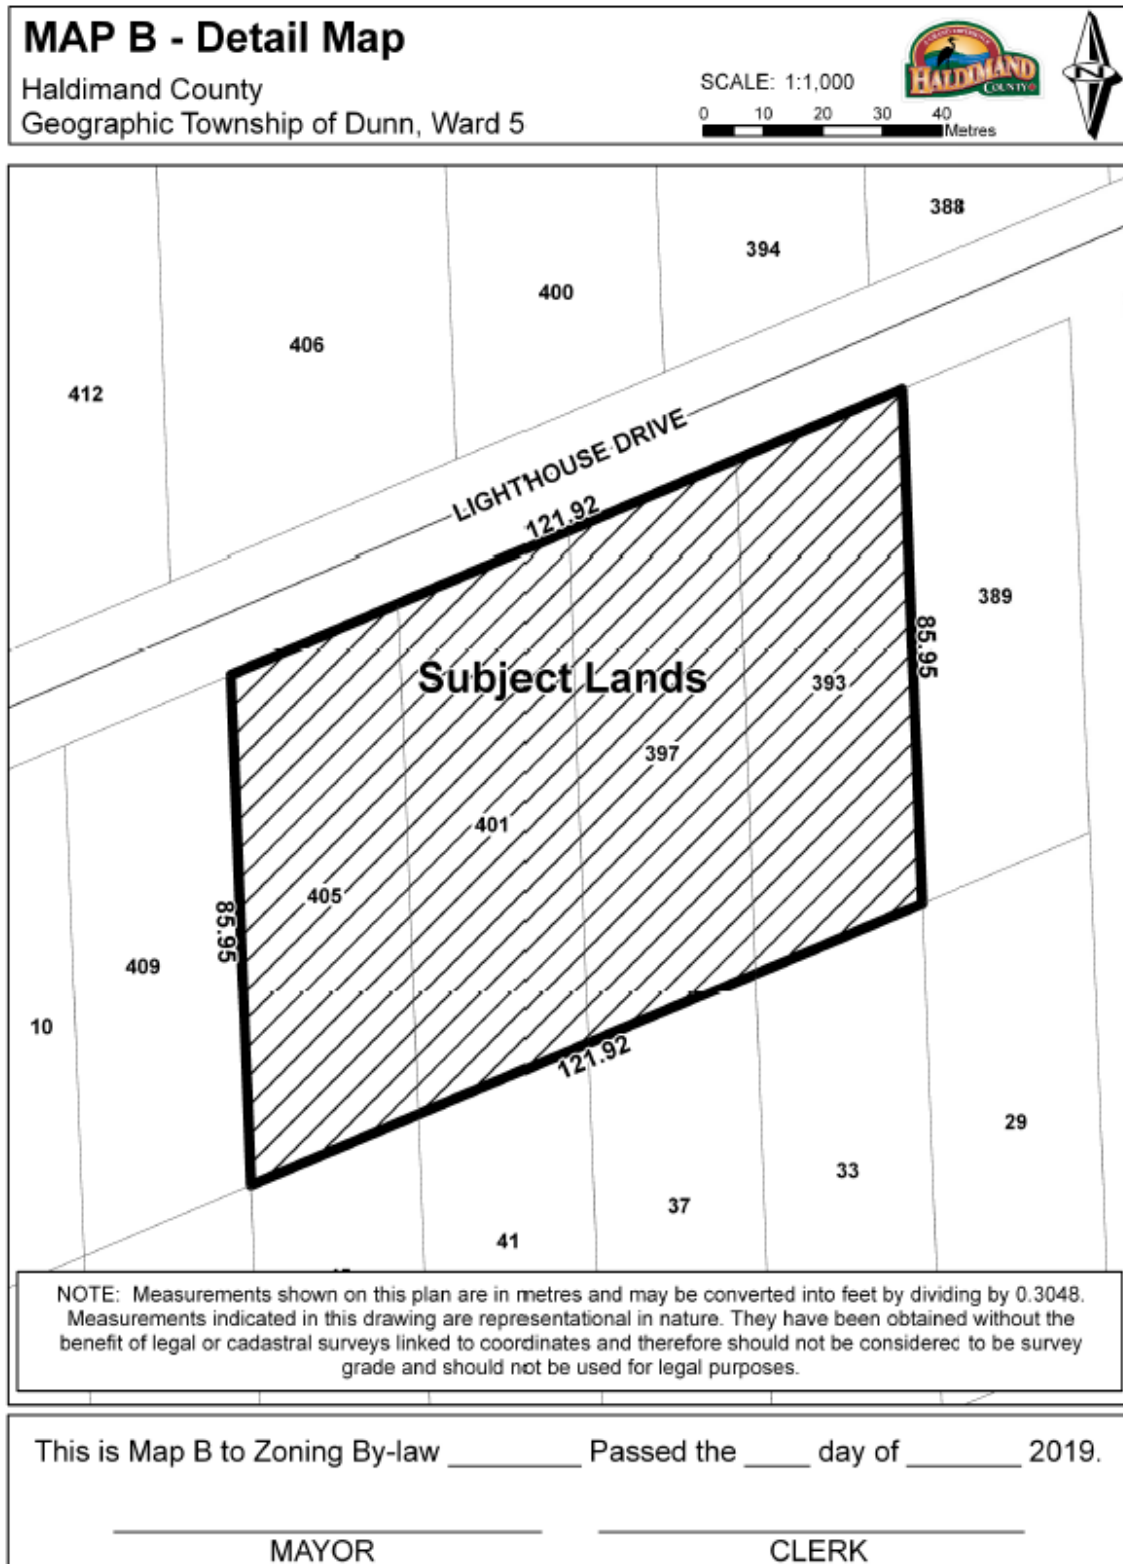 MAP B - Detail Map
Haldimand County
Geographic Township of Dunn, Ward 5
SCALE: 1:1,000
0 10 20 30 40
Metres
HALDIMAND
COUNTY
N
388
394
400
406
412
LIGHTHOUSE DRIVE
121.92
389
85.95
Subject Lands
393
397
401
405
85.95
409
10
121.92
29
33
37
41
NOTE: Measurements shown on this plan are in metres and may be converted into feet by dividing by 0.3048.
Measurements indicated in this drawing are representational in nature. They have been obtained without the
benefit of legal or cadastral surveys linked to coordinates and therefore should not be considered to be survey
grade and should not be used for legal purposes.
This is Map B to Zoning By-law ________ Passed the ____ day of _______ 2019.
MAYOR CLERK